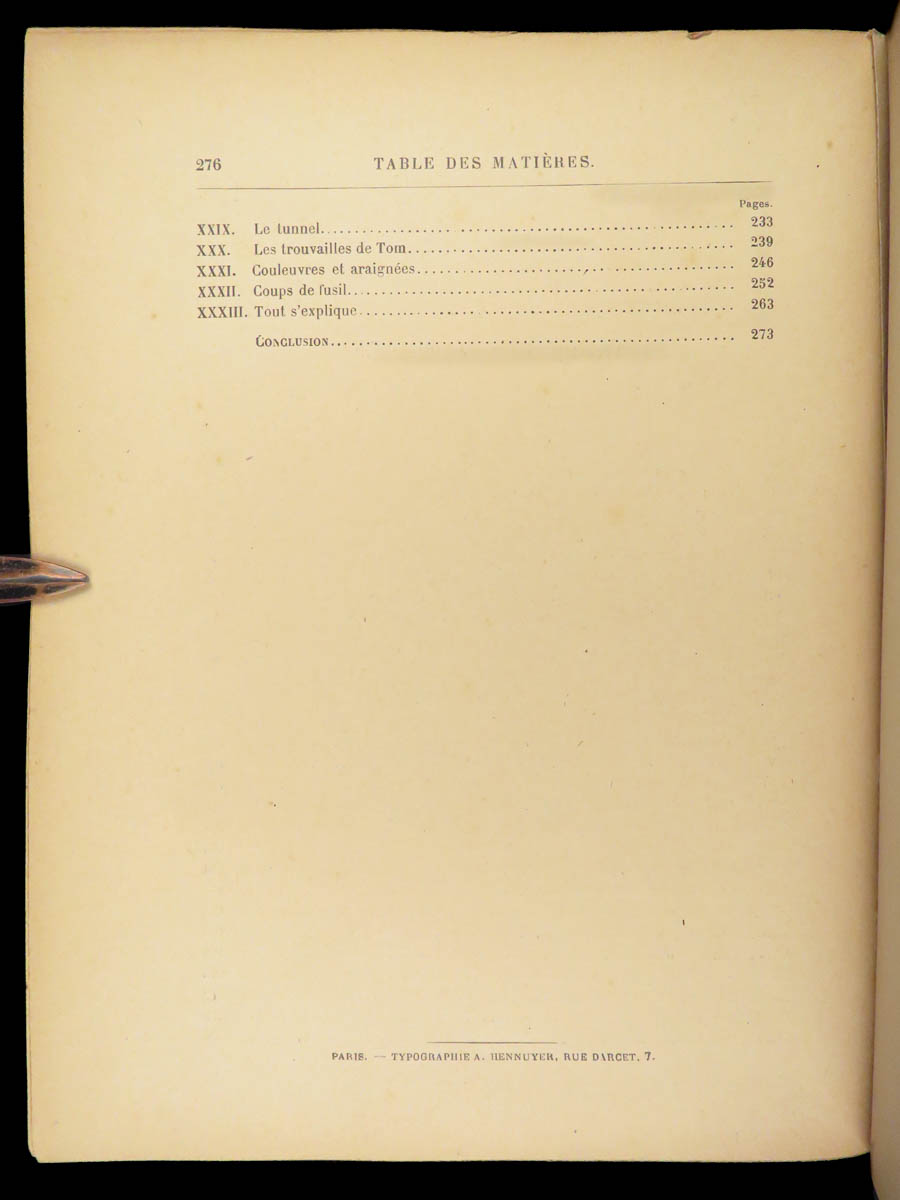 276 TABLE DES MATIÈRES.
Pages.
XXIX. Le tunnel 233
XXX. Les trouvailles de Tom 239
XXXI. Couleuvres et araignées 246
XXXII. Coups de fusil 252
XXXIII. Tout s'explique 263
CONCLUSION 273
PARIS. — TYPOGRAPHIE A. HENNUYER, RUE DARCET, 7.